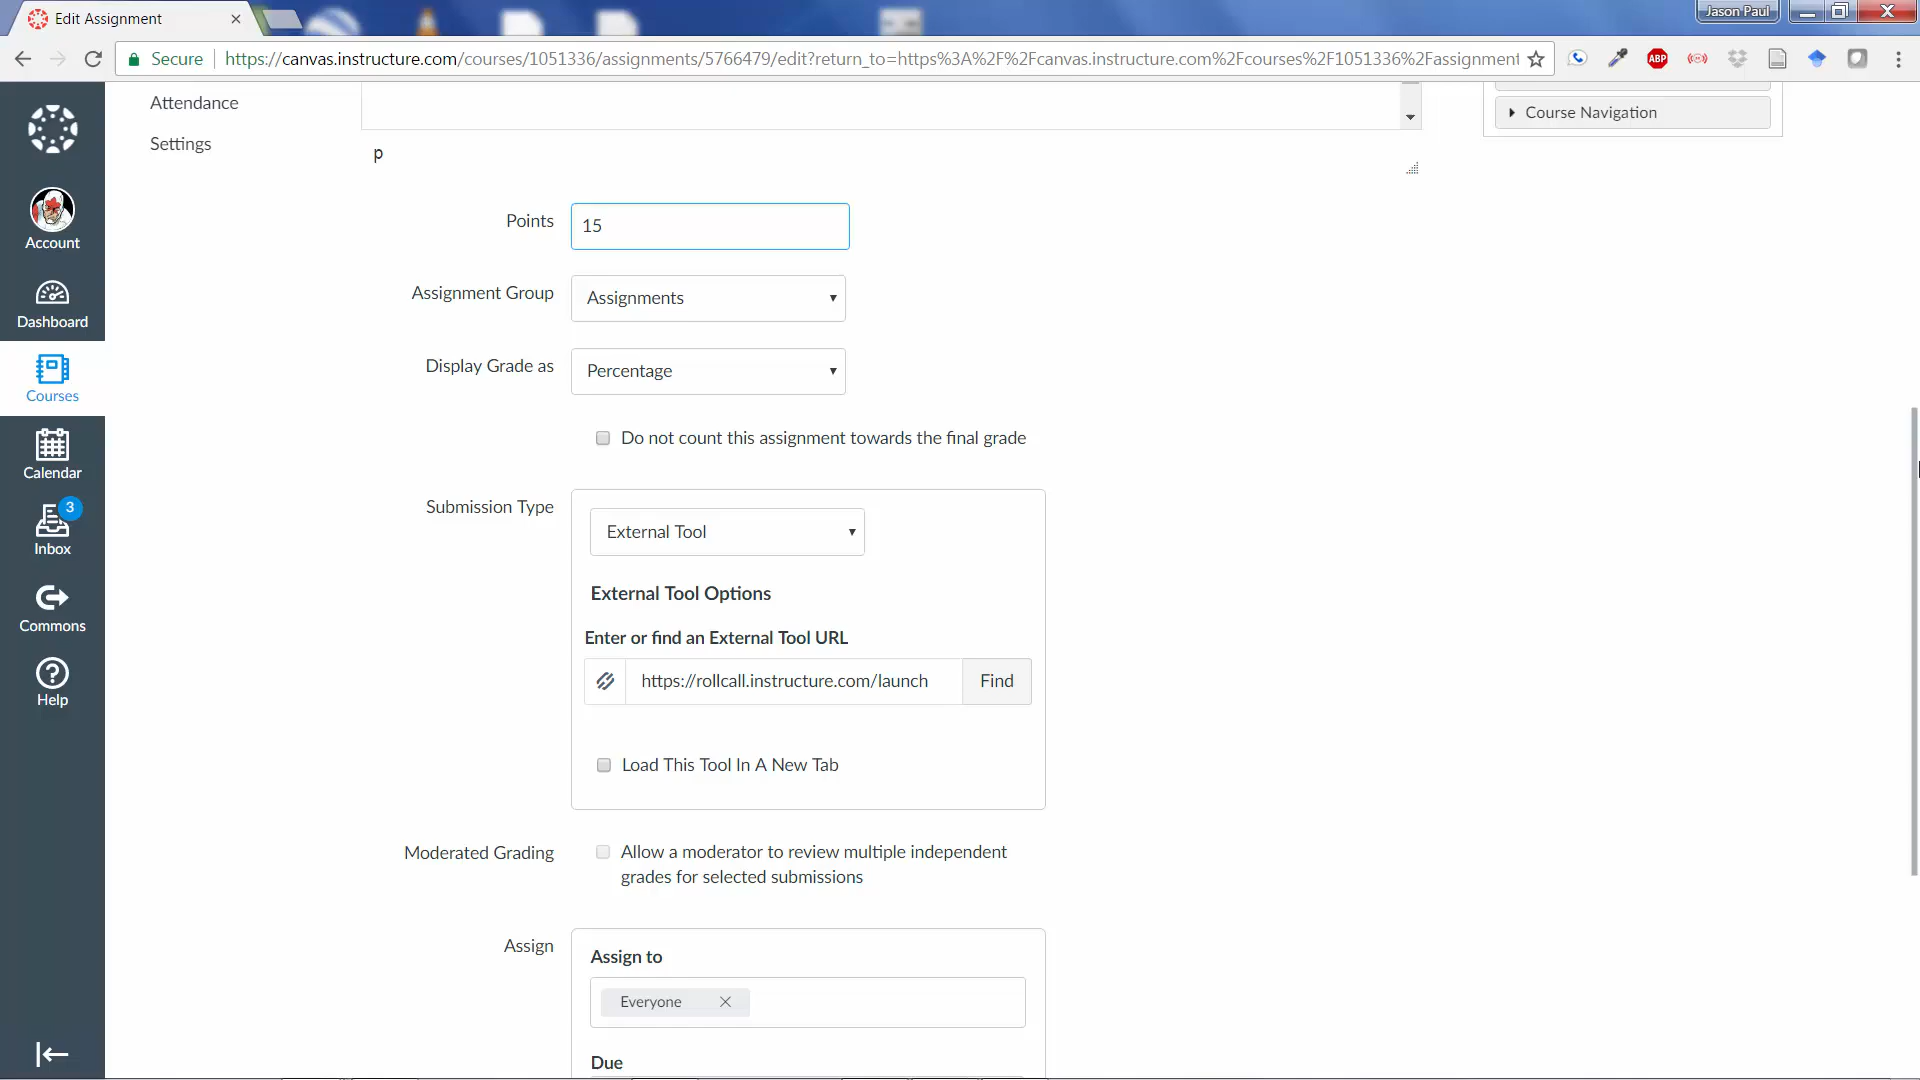 Edit Assignment
Jason Paul
Secure
https://canvas.instructure.com/courses/1051336/assignments/5766479/edit?return_to=https%3A%2F%2Fcanvas.instructure.com%2Fcourses%2F1051336%2Fassignment
ABP
Attendance
Settings
Course Navigation
p
Account
Dashboard
Courses
Calendar
3
Inbox
Commons
Help
Points
15
Assignment Group
Assignments
Display Grade as
Percentage
Do not count this assignment towards the final grade
Submission Type
External Tool
External Tool Options
Enter or find an External Tool URL
https://rollcall.instructure.com/launch
Find
Load This Tool In A New Tab
Moderated Grading
Allow a moderator to review multiple independent
grades for selected submissions
Assign
Assign to
Everyone
Due